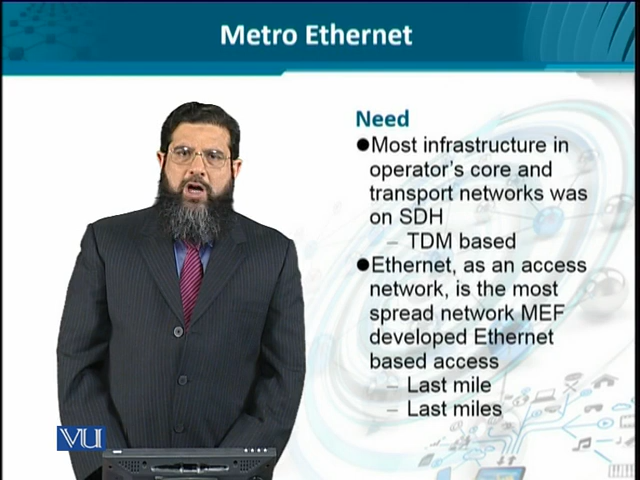 Metro Ethernet
Need
●Most infrastructure in
operator's core and
transport networks was
on SDH
– TDM based
●Ethernet, as an access
network, is the most
spread network MEF
developed Ethernet
based access
– Last mile
– Last miles
VU